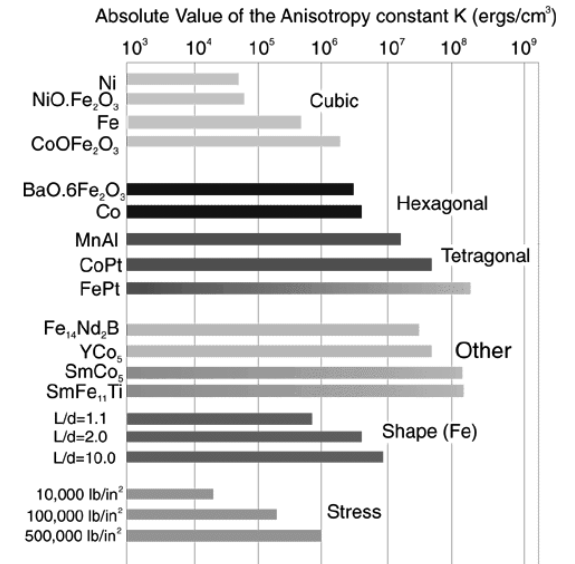 Absolute Value of the Anisotropy constant K (ergs/cm³)
10³ 10⁴ 10⁵ 10⁶ 10⁷ 10⁸ 10⁹
Ni
NiO.Fe₂O₃
Cubic
Fe
CoOFe₂O₃
BaO.6Fe₂O₃
Hexagonal
Co
MnAl
Tetragonal
CoPt
FePt
Fe₁₄Nd₂B
YCo₅
Other
SmCo₅
SmFe₁₁Ti
L/d=1.1
L/d=2.0
Shape (Fe)
L/d=10.0
10,000 lb/in²
100,000 lb/in²
Stress
500,000 lb/in²